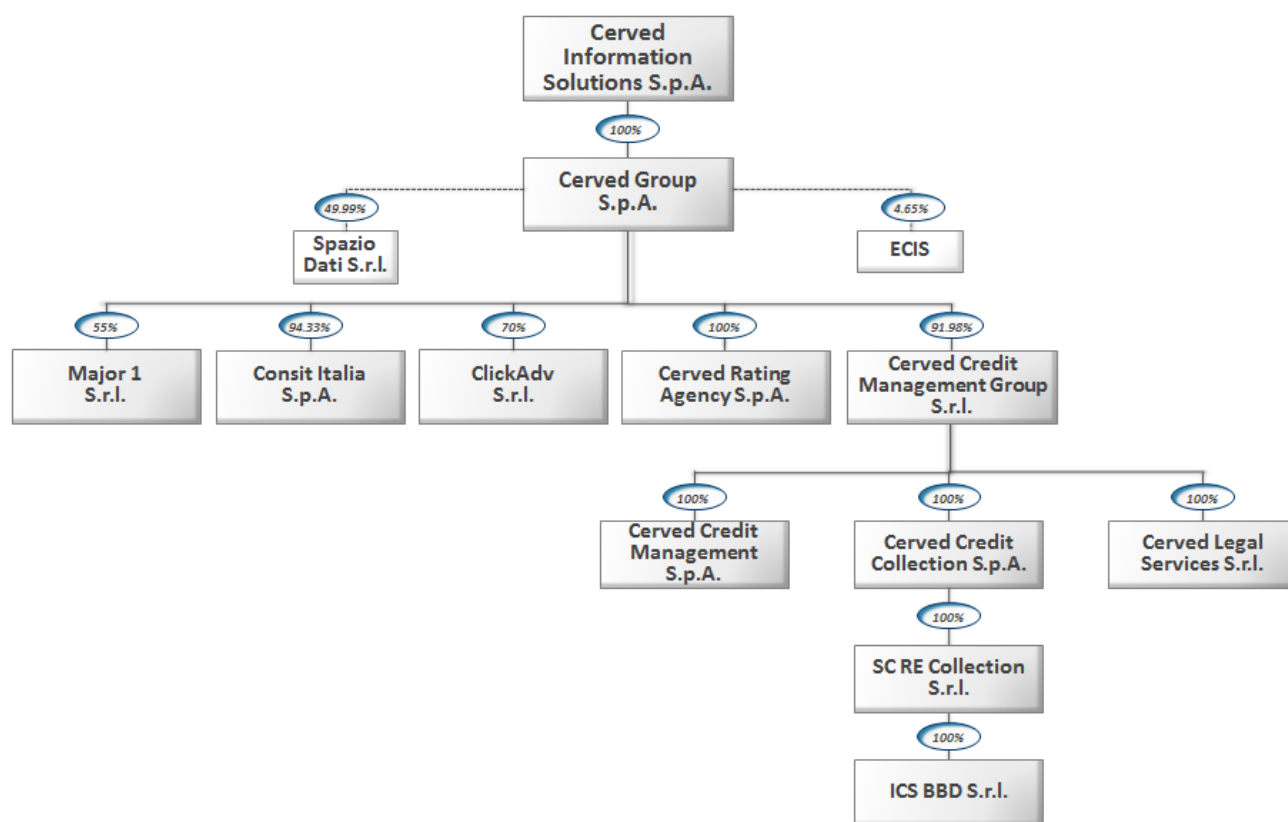 Cerved
Information
Solutions S.p.A.
100%
Cerved Group
S.p.A.
49.99%
4.65%
Spazio
Dati S.r.l.
ECIS
55%
94.33%
70%
100%
91.98%
Major 1
S.r.l.
Consit Italia
S.p.A.
ClickAdv
S.r.l.
Cerved Rating
Agency S.p.A.
Cerved Credit
Management Group
S.r.l.
100%
100%
100%
Cerved Credit
Management
S.p.A.
Cerved Credit
Collection S.p.A.
Cerved Legal
Services S.r.l.
100%
SC RE Collection
S.r.l.
100%
ICS BBD S.r.l.